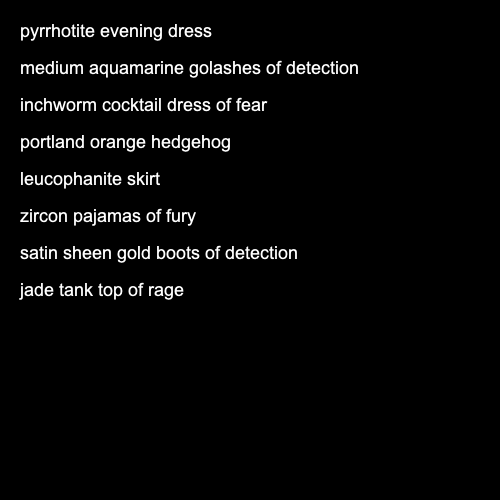 pyrrhotite evening dress
medium aquamarine golashes of detection
inchworm cocktail dress of fear
portland orange hedgehog
leucophanite skirt
zircon pajamas of fury
satin sheen gold boots of detection
jade tank top of rage